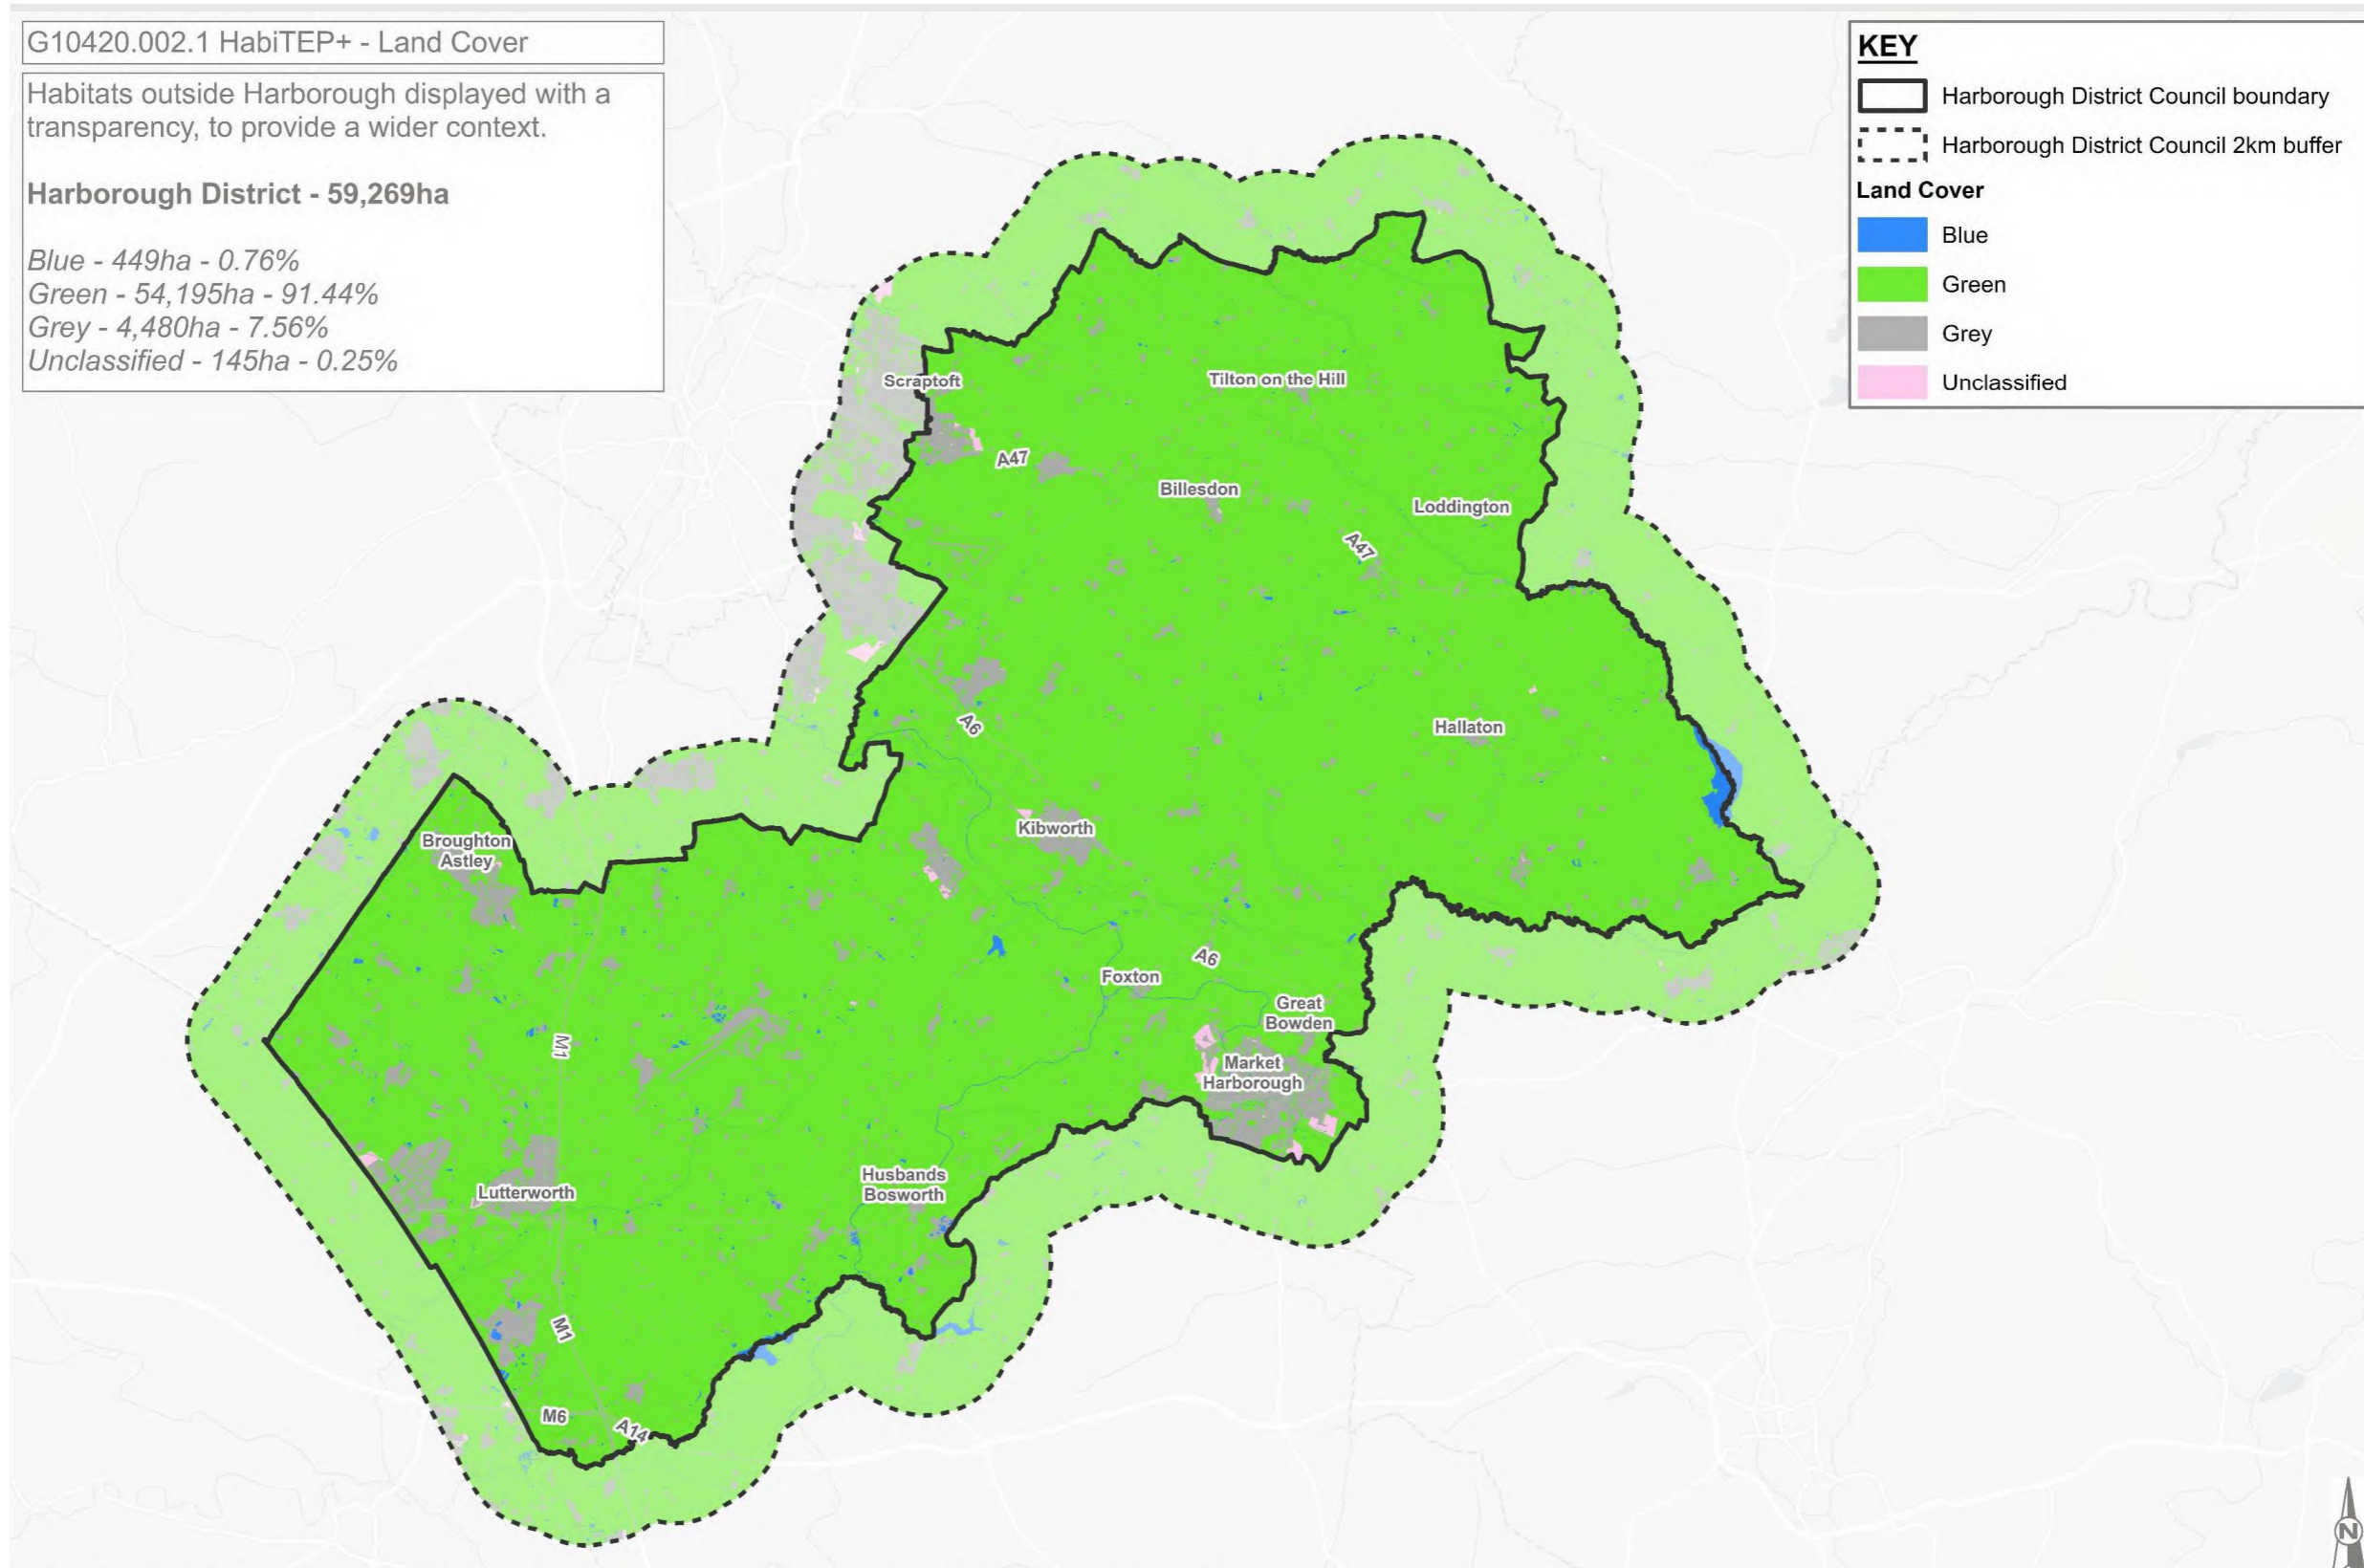 G10420.002.1 HabiTEP+ - Land Cover
Habitats outside Harborough displayed with a
transparency, to provide a wider context.
Harborough District - 59,269ha
Blue - 449ha - 0.76%
Green - 54,195ha - 91.44%
Grey - 4,480ha - 7.56%
Unclassified - 145ha - 0.25%
KEY
Harborough District Council boundary
Harborough District Council 2km buffer
Land Cover
Blue
Green
Grey
Unclassified
Scraptoft
Tilton on the Hill
A47
Billesdon
Loddington
A47
A6
Hallaton
Kibworth
Broughton
Astley
A6
Foxton
Great
Bowden
M1
Market
Harborough
Husbands
Bosworth
Lutterworth
M1
M6
A14
N